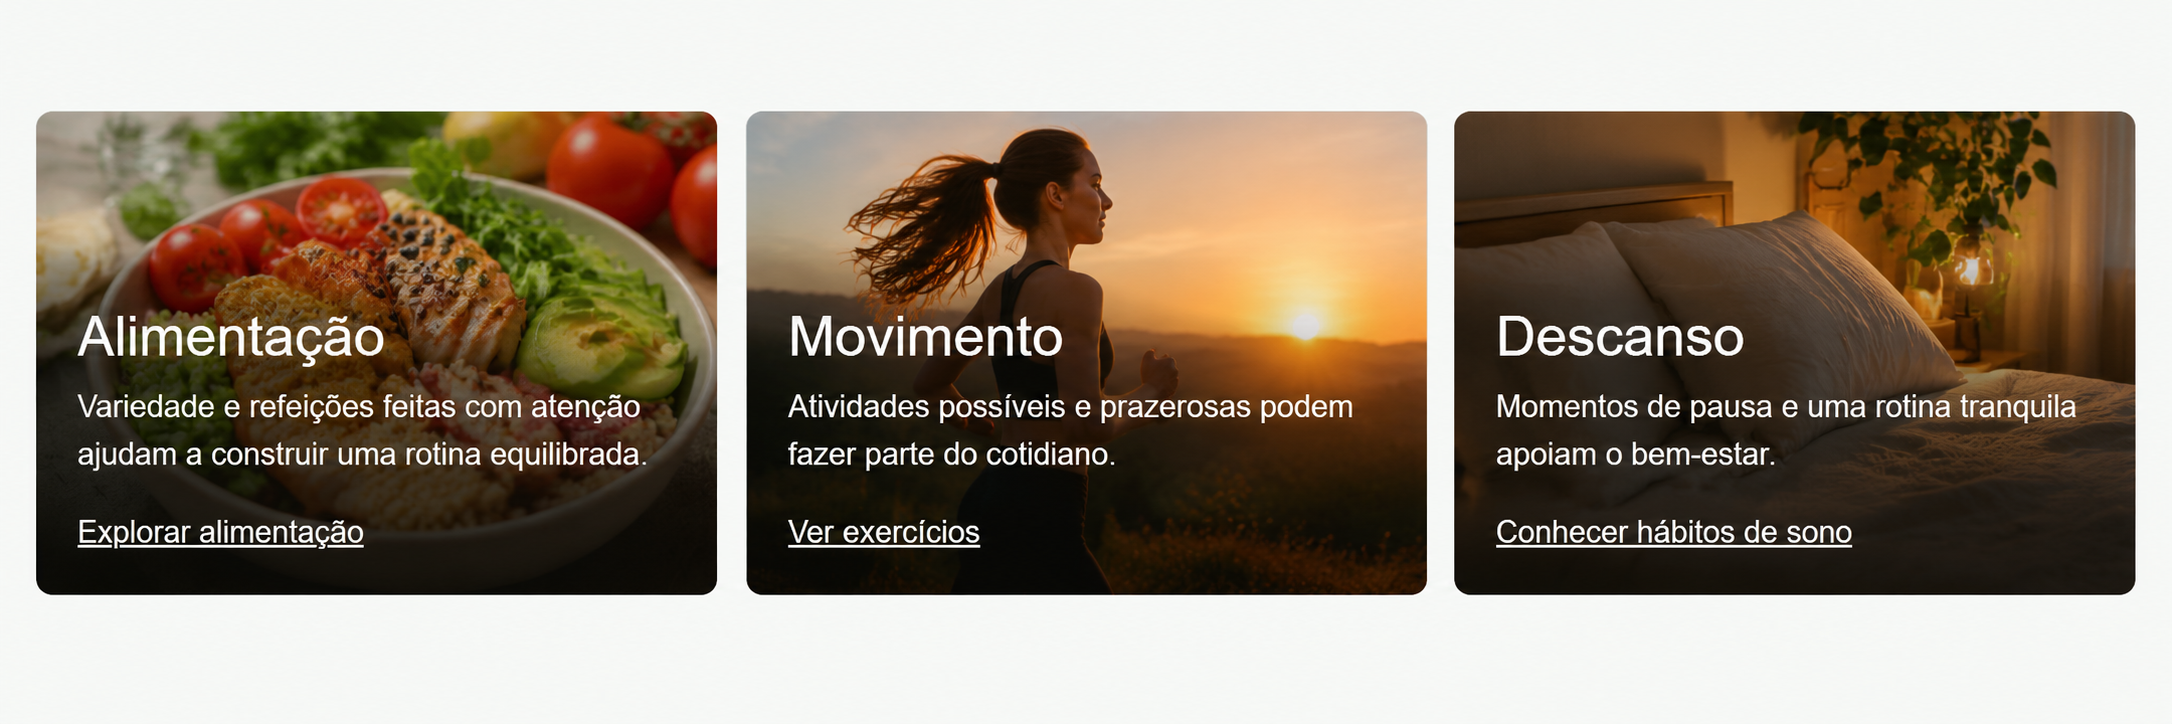 Alimentação
Variedade e refeições feitas com atenção
ajudam a construir uma rotina equilibrada.
Explorar alimentação
Movimento
Atividades possíveis e prazerosas podem
fazer parte do cotidiano.
Ver exercícios
Descanso
Momentos de pausa e uma rotina tranquila
apoiam o bem-estar.
Conhecer hábitos de sono